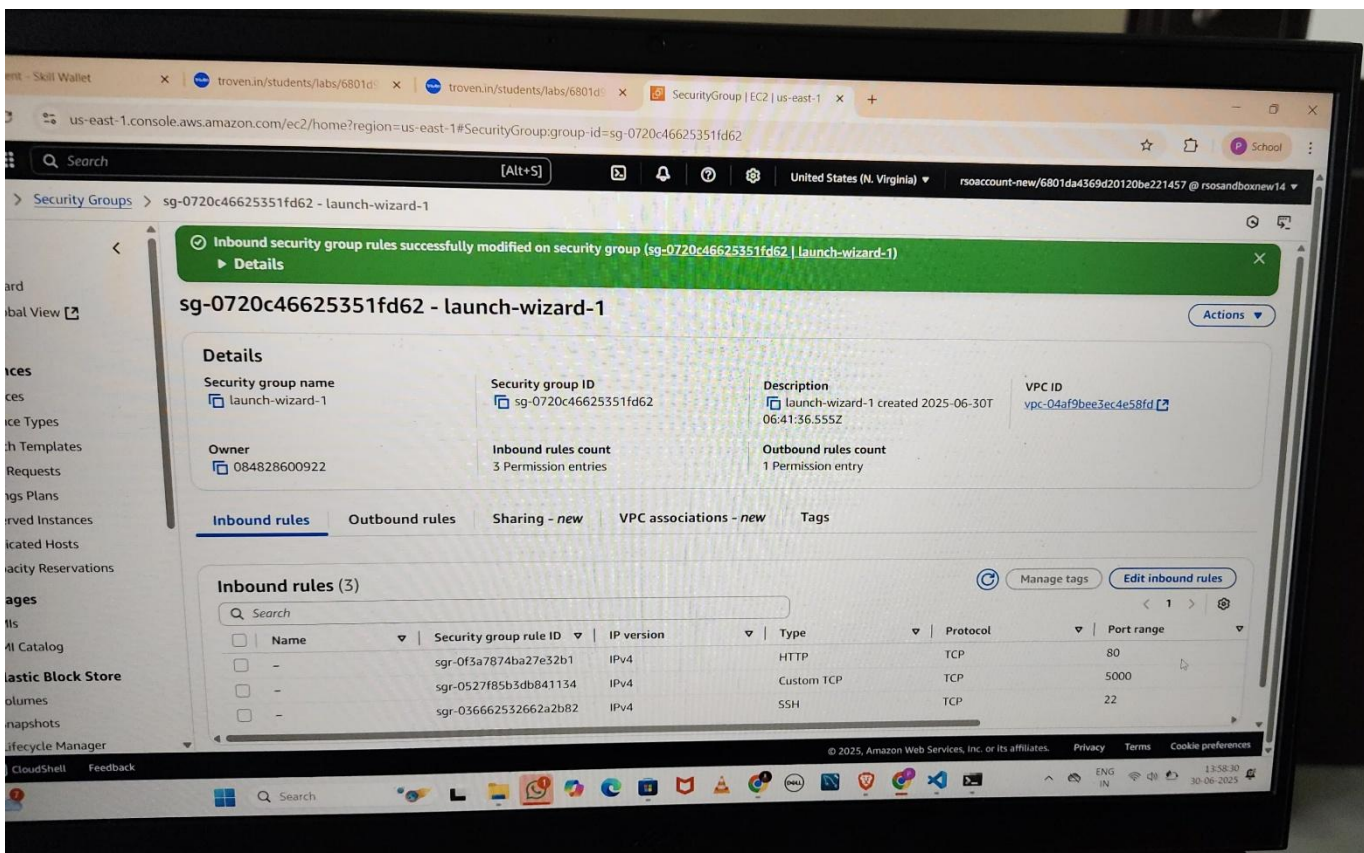 ent - Skill Wallet
troven.in/students/labs/6801d
troven.in/students/labs/6801d
SecurityGroup | EC2 | us-east-1
us-east-1.console.aws.amazon.com/ec2/home?region=us-east-1#SecurityGroup:group-id=sg-0720c46625351fd62
School
Search
[Alt+S]
United States (N. Virginia)
rsoaccount-new/6801da4369d20120be221457 @ rsosandboxnew14
Security Groups > sg-0720c46625351fd62 - launch-wizard-1
Inbound security group rules successfully modified on security group (sg-0720c46625351fd62 | launch-wizard-1)
Details
sg-0720c46625351fd62 - launch-wizard-1
Actions
ard
bal View
nces
ces
ce Types
h Templates
Requests
ngs Plans
erved Instances
icated Hosts
acity Reservations
ages
MIs
MI Catalog
lastic Block Store
olumes
napshots
ifecycle Manager
Details
Security group name
launch-wizard-1
Security group ID
sg-0720c46625351fd62
Description
launch-wizard-1 created 2025-06-30T
06:41:36.555Z
VPC ID
vpc-04af9bee3ec4e58fd
Owner
084828600922
Inbound rules count
3 Permission entries
Outbound rules count
1 Permission entry
Inbound rules Outbound rules Sharing - new VPC associations - new Tags
Inbound rules (3)
Manage tags
Edit inbound rules
Search
< 1 >
Name Security group rule ID IP version Type Protocol Port range
– sgr-0f3a7874ba27e32b1 IPv4 HTTP TCP 80
– sgr-0527f85b3db841134 IPv4 Custom TCP TCP 5000
– sgr-036662532662a2b82 IPv4 SSH TCP 22
© 2025, Amazon Web Services, Inc. or its affiliates. Privacy Terms Cookie preferences
CloudShell Feedback
Search
DELL
ENG
IN
13:58:30
30-06-2025